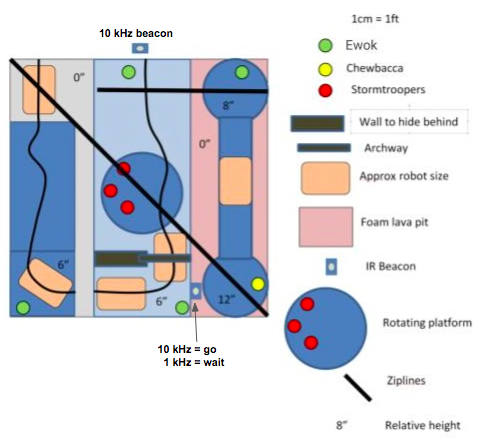 10 kHz beacon
1cm = 1ft
Ewok
Chewbacca
Stormtroopers
Wall to hide behind
Archway
Approx robot size
Foam lava pit
IR Beacon
Rotating platform
Ziplines
8” Relative height
0”
8”
0”
6”
6”
12”
10 kHz = go
1 kHz = wait